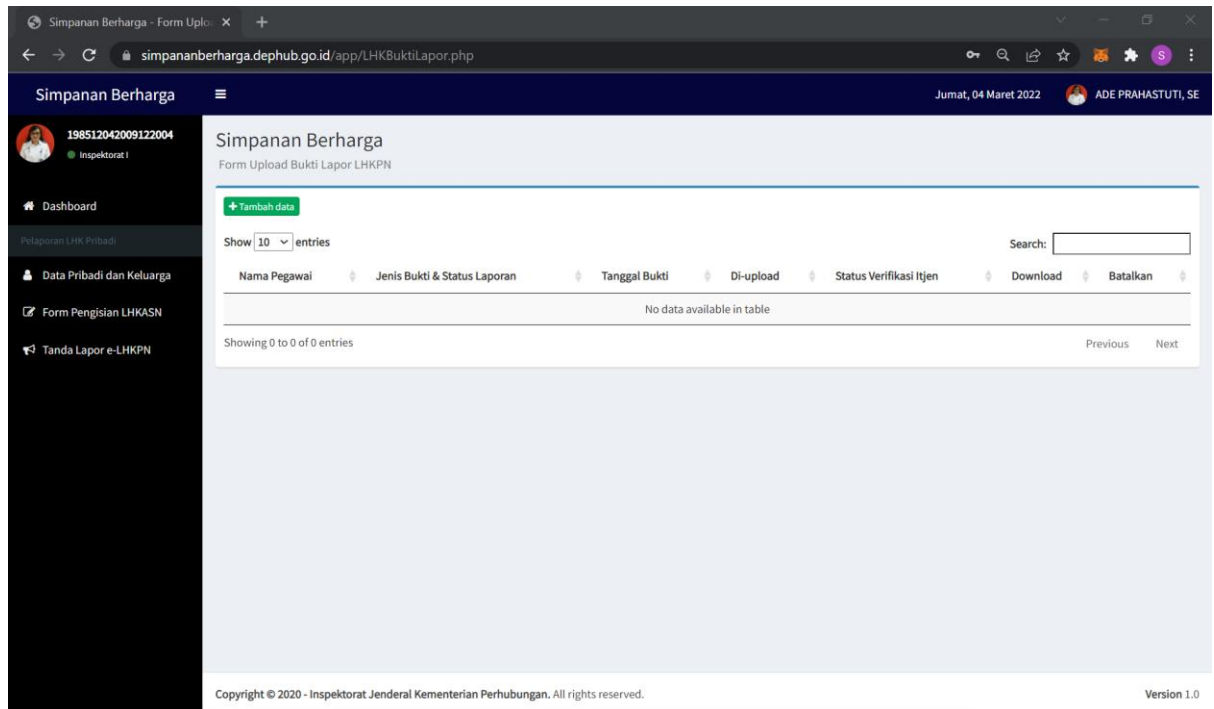 Simpanan Berharga - Form Uplo
simpananberharga.dephub.go.id/app/LHKBuktiLapor.php
S
Simpanan Berharga
Jumat, 04 Maret 2022
ADE PRAHASTUTI, SE
198512042009122004
Inspektorat I
Dashboard
Pelaporan LHK Pribadi
Data Pribadi dan Keluarga
Form Pengisian LHKASN
Tanda Lapor e-LHKPN
Simpanan Berharga
Form Upload Bukti Lapor LHKPN
+ Tambah data
Show 10 entries
Search:
Nama Pegawai Jenis Bukti & Status Laporan Tanggal Bukti Di-upload Status Verifikasi Itjen Download Batalkan
No data available in table
Showing 0 to 0 of 0 entries
Previous Next
Copyright © 2020 - Inspektorat Jenderal Kementerian Perhubungan. All rights reserved.
Version 1.0